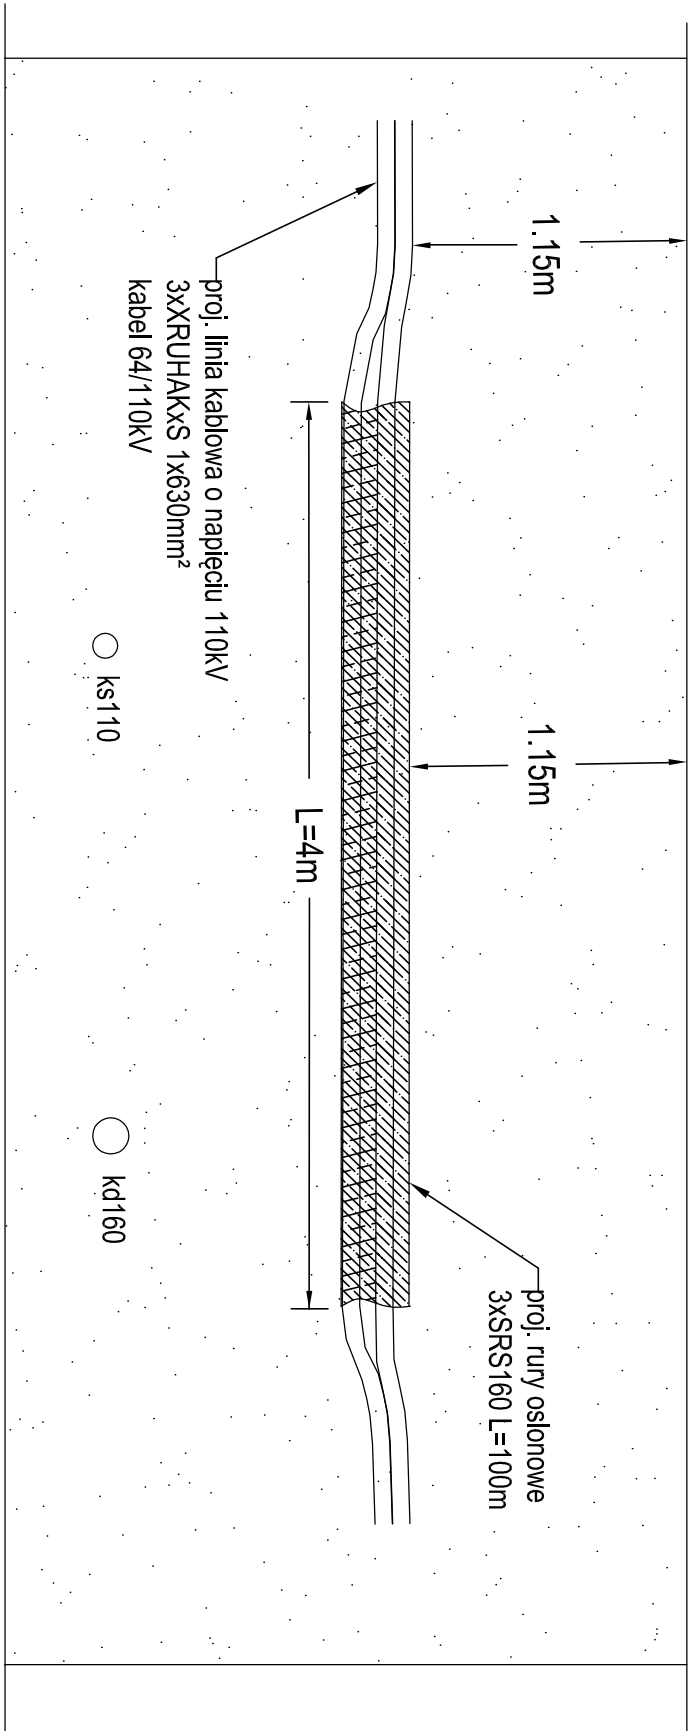 1.15m
1.15m
proj. linia kablowa o napięciu 110kV
3xXRUHAKxS 1x630mm²
kabel 64/110kV
L=4m
proj. rury osłonowe
3xSRS160 L=100m
ks110
kd160